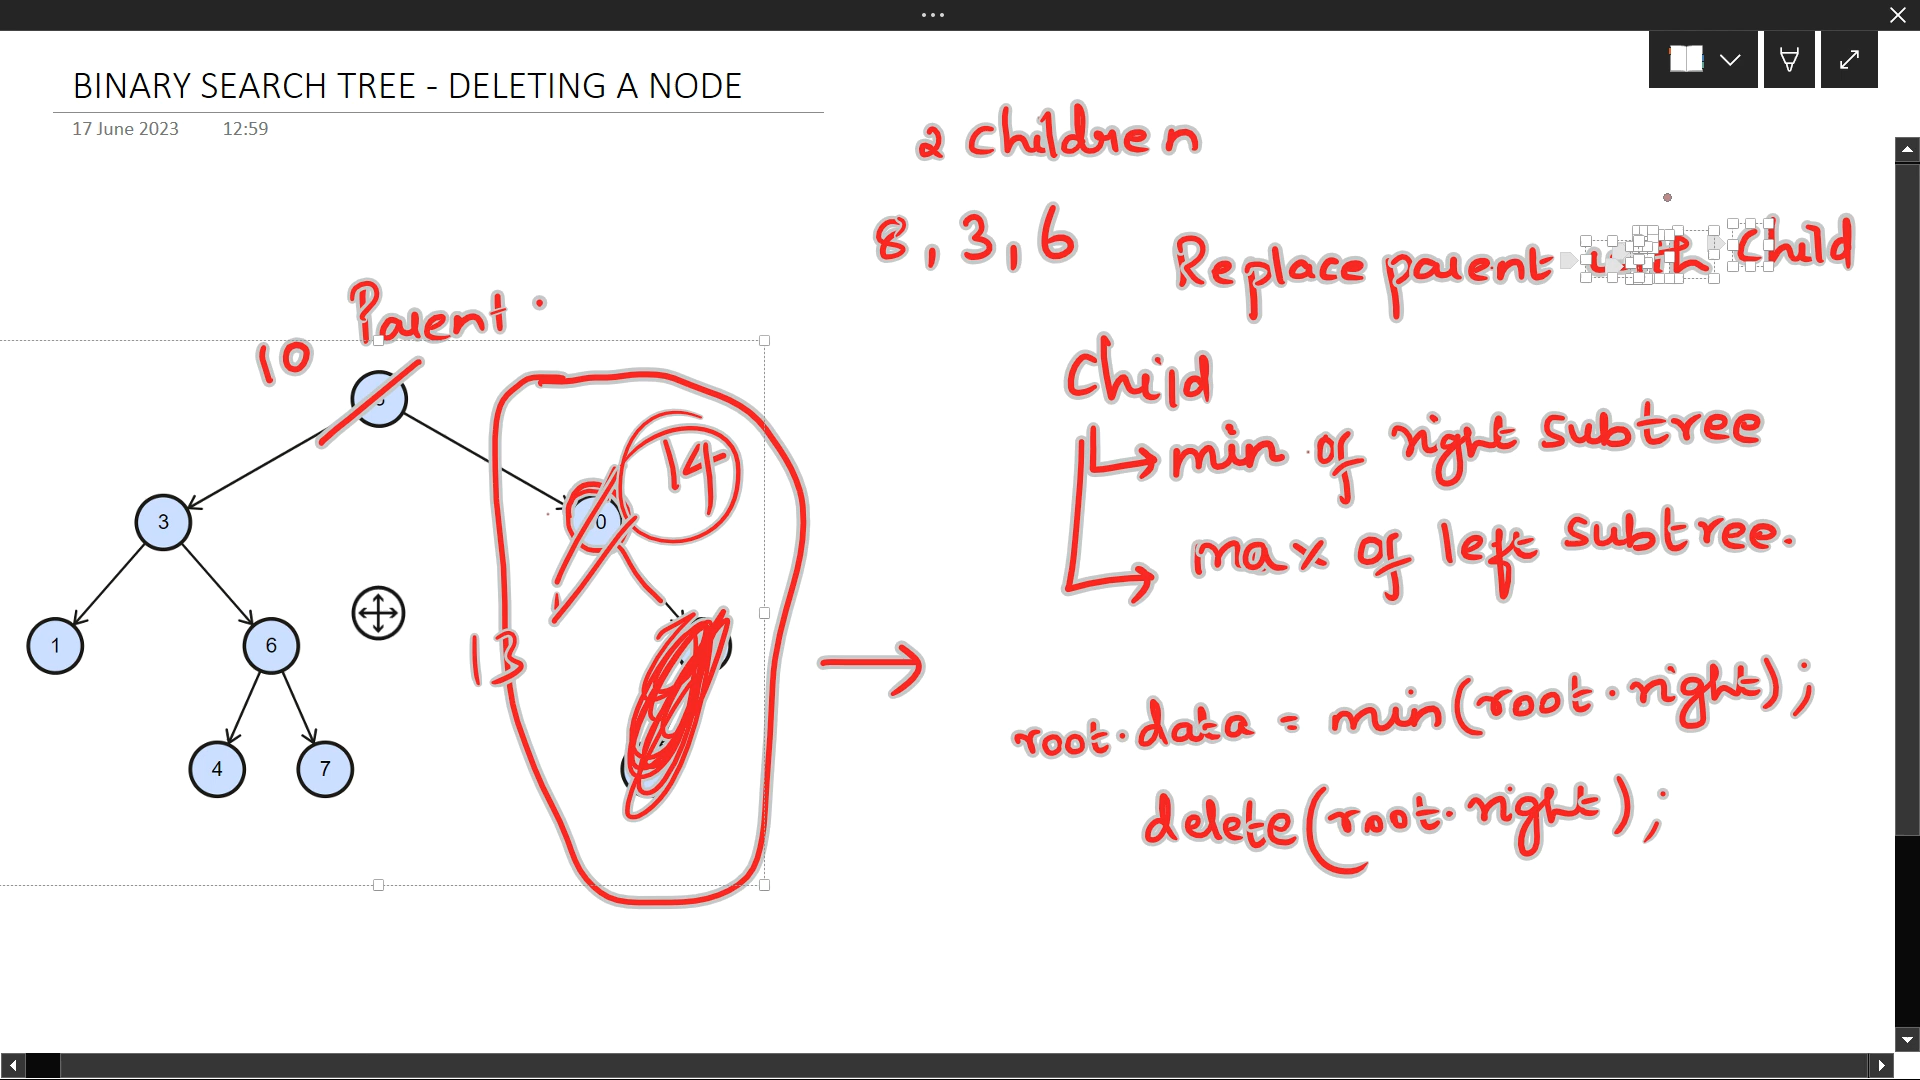 BINARY SEARCH TREE - DELETING A NODE
17 June 2023 12:59
2 children
8, 3, 6
Replace parent with child
Parent
10
14
3
1
6
13
4
7
Child
min of right subtree
max of left subtree.
root.data = min(root.right);
delete(root.right);